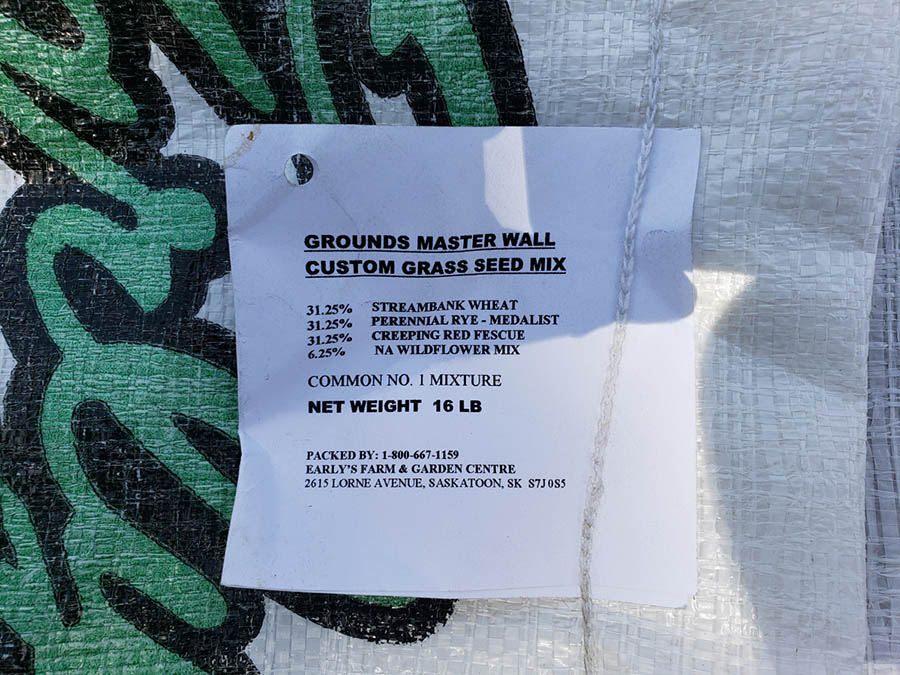 GROUNDS MASTER WALL
CUSTOM GRASS SEED MIX
31.25% STREAMBANK WHEAT
31.25% PERENNIAL RYE - MEDALIST
31.25% CREEPING RED FESCUE
6.25% NA WILDFLOWER MIX
COMMON NO. 1 MIXTURE
NET WEIGHT 16 LB
PACKED BY: 1-800-667-1159
EARLY'S FARM & GARDEN CENTRE
2615 LORNE AVENUE, SASKATOON, SK S7J 0S5